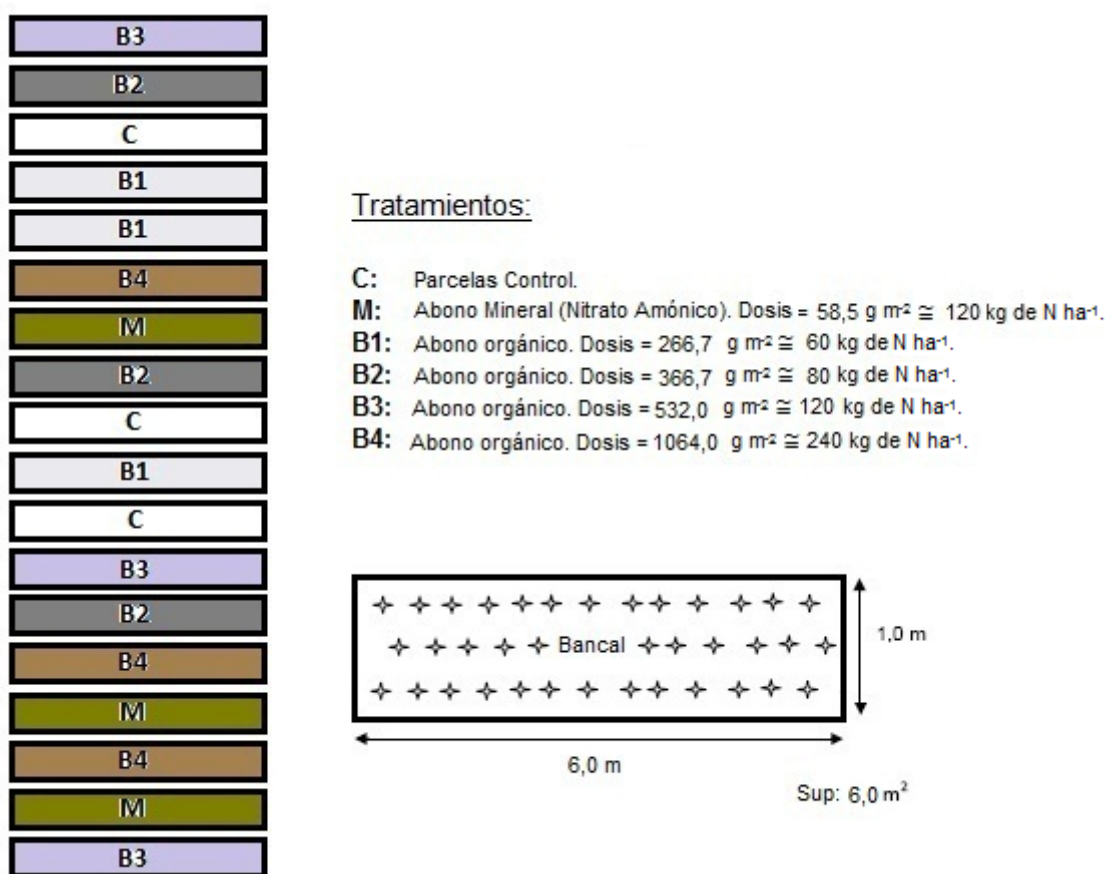 B3
B2
C
B1
B1
B4
M
B2
C
B1
C
B3
B2
B4
M
B4
M
B3
Tratamientos:
C: Parcelas Control.
M: Abono Mineral (Nitrato Amónico). Dosis = 58,5 g m⁻² ≅ 120 kg de N ha⁻¹.
B1: Abono orgánico. Dosis = 266,7 g m⁻² ≅ 60 kg de N ha⁻¹.
B2: Abono orgánico. Dosis = 366,7 g m⁻² ≅ 80 kg de N ha⁻¹.
B3: Abono orgánico. Dosis = 532,0 g m⁻² ≅ 120 kg de N ha⁻¹.
B4: Abono orgánico. Dosis = 1064,0 g m⁻² ≅ 240 kg de N ha⁻¹.
Bancal
1,0 m
6,0 m
Sup: 6,0 m²